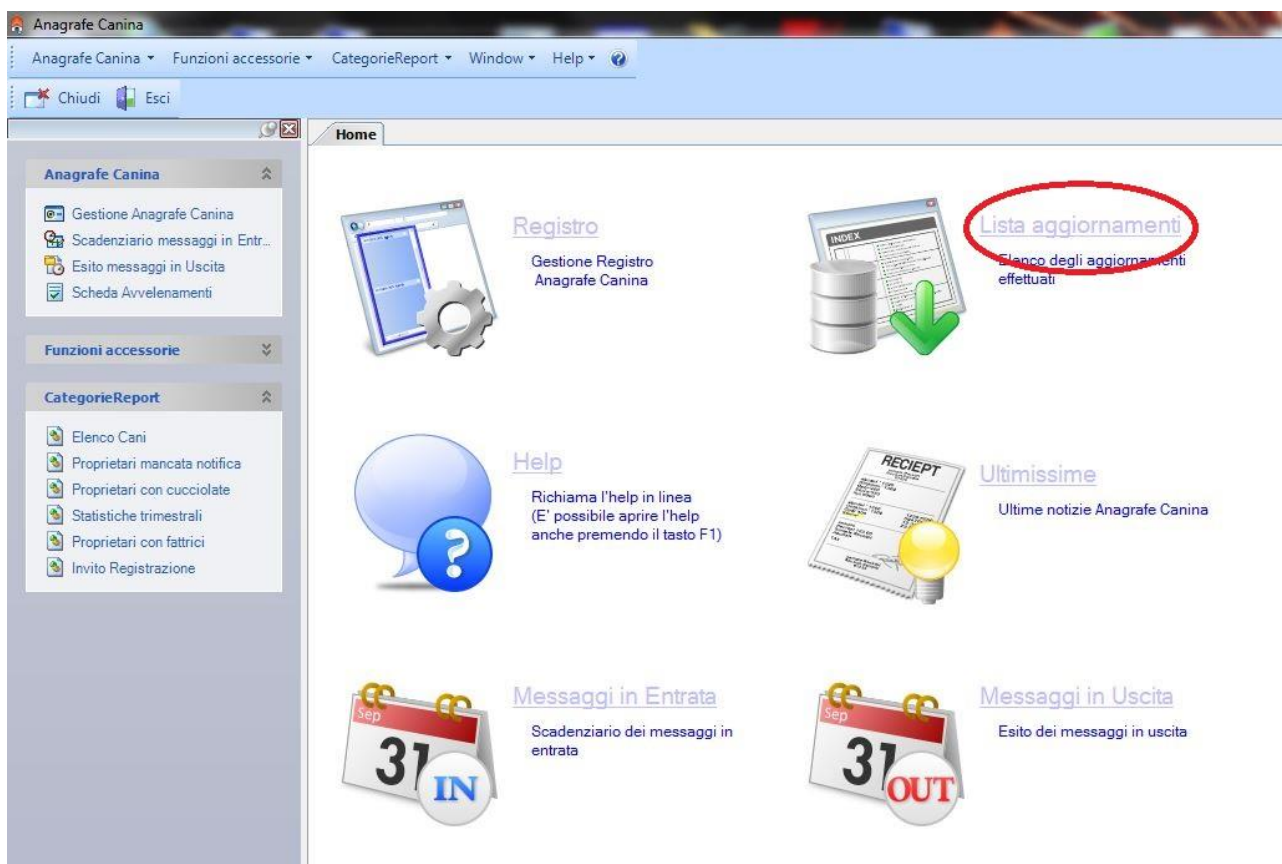 Anagrafe Canina
Anagrafe Canina Funzioni accessorie CategorieReport Window Help
Chiudi Esci
Home
Anagrafe Canina
Gestione Anagrafe Canina
Scadenziario messaggi in Entr...
Esito messaggi in Uscita
Scheda Avvelenamenti
Funzioni accessorie
CategorieReport
Elenco Cani
Proprietari mancata notifica
Proprietari con cucciolate
Statistiche trimestrali
Proprietari con fattrici
Invito Registrazione
Registro
Gestione Registro
Anagrafe Canina
INDEX
Lista aggiornamenti
Elenco degli aggiornamenti
effettuati
Help
Richiama l'help in linea
(E' possibile aprire l'help
anche premendo il tasto F1)
?
RECIEPT
Ultimissime
Ultime notizie Anagrafe Canina
Sep
31
IN
Messaggi in Entrata
Scadenziario dei messaggi in
entrata
Sep
31
OUT
Messaggi in Uscita
Esito dei messaggi in uscita